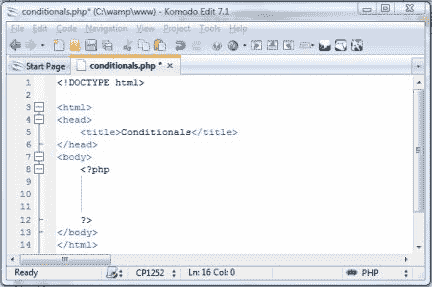 conditionals.php* (C:\wamp\www) - Komodo Edit 7.1
File Edit Code Navigation View Project Tools Help
Start Page conditionals.php *
1 <!DOCTYPE html>
2
3 <html>
4 <head>
5 <title>Conditionals</title>
6 </head>
7 <body>
8 <?php
9
10
11
12 ?>
13 </body>
14 </html>
Ready CP1252 Ln: 16 Col: 0 PHP